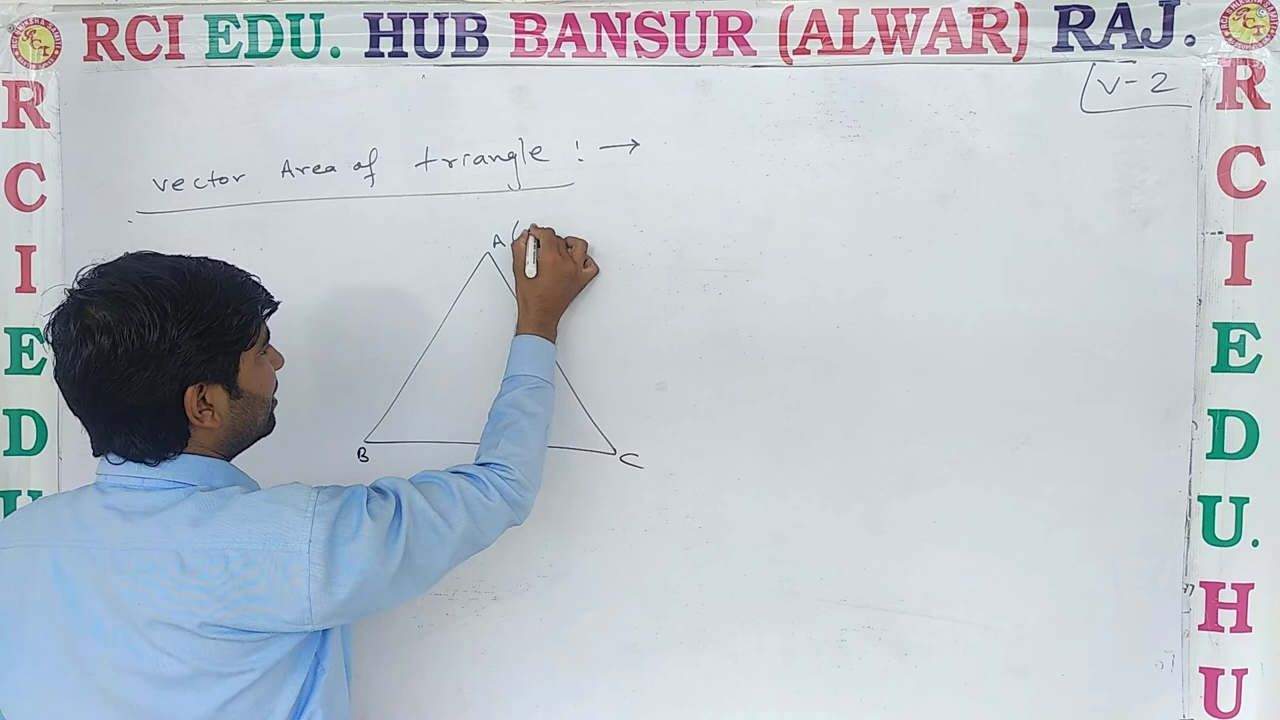 RCI EDU. HUB BANSUR (ALWAR) RAJ.
V-2
Vector Area of triangle : →
A (
B
C
R
C
I
E
D
U
R
C
I
E
D
U.
H
U